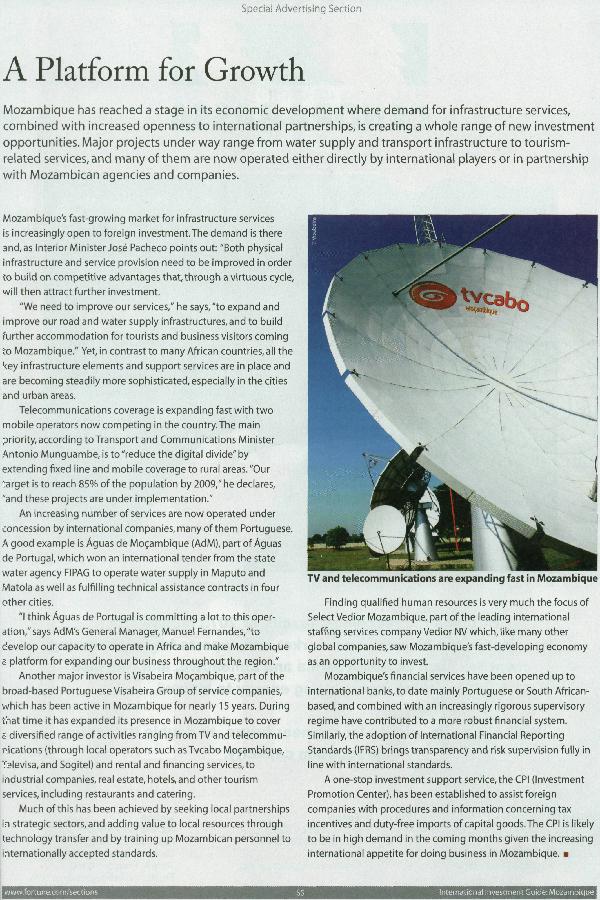 Special Advertising Section
A Platform for Growth
Mozambique has reached a stage in its economic development where demand for infrastructure services,
combined with increased openness to international partnerships, is creating a whole range of new investment
opportunities. Major projects under way range from water supply and transport infrastructure to tourism-
related services, and many of them are now operated either directly by international players or in partnership
with Mozambican agencies and companies.
Mozambique's fast-growing market for infrastructure services
is increasingly open to foreign investment. The demand is there
and, as Interior Minister José Pacheco points out: "Both physical
infrastructure and service provision need to be improved in order
to build on competitive advantages that, through a virtuous cycle,
will then attract further investment.
"We need to improve our services," he says, "to expand and
improve our road and water supply infrastructures, and to build
further accommodation for tourists and business visitors coming
to Mozambique." Yet, in contrast to many African countries, all the
key infrastructure elements and support services are in place and
are becoming steadily more sophisticated, especially in the cities
and urban areas.
Telecommunications coverage is expanding fast with two
mobile operators now competing in the country. The main
priority, according to Transport and Communications Minister
Antonio Munguambe, is to "reduce the digital divide" by
extending fixed line and mobile coverage to rural areas. "Our
target is to reach 85% of the population by 2009," he declares,
"and these projects are under implementation."
An increasing number of services are now operated under
concession by international companies, many of them Portuguese.
A good example is Águas de Moçambique (AdM), part of Águas
de Portugal, which won an international tender from the state
water agency FIPAG to operate water supply in Maputo and
Matola as well as fulfilling technical assistance contracts in four
other cities.
"I think Águas de Portugal is committing a lot to this oper-
ation," says AdM's General Manager, Manuel Fernandes, "to
develop our capacity to operate in Africa and make Mozambique
a platform for expanding our business throughout the region."
Another major investor is Visabeira Moçambique, part of the
broad-based Portuguese Visabeira Group of service companies,
which has been active in Mozambique for nearly 15 years. During
that time it has expanded its presence in Mozambique to cover
a diversified range of activities ranging from TV and telecommu-
nications (through local operators such as Tvcabo Moçambique,
Televisa, and Sogitel) and rental and financing services, to
industrial companies, real estate, hotels, and other tourism
services, including restaurants and catering.
Much of this has been achieved by seeking local partnerships
in strategic sectors, and adding value to local resources through
technology transfer and by training up Mozambican personnel to
internationally accepted standards.
tvcabo
Moçambique
TV and telecommunications are expanding fast in Mozambique
Finding qualified human resources is very much the focus of
Select Vedior Mozambique, part of the leading international
staffing services company Vedior NV which, like many other
global companies, saw Mozambique's fast-developing economy
as an opportunity to invest.
Mozambique's financial services have been opened up to
international banks, to date mainly Portuguese or South African-
based, and combined with an increasingly rigorous supervisory
regime have contributed to a more robust financial system.
Similarly, the adoption of International Financial Reporting
Standards (IFRS) brings transparency and risk supervision fully in
line with international standards.
A one-stop investment support service, the CPI (Investment
Promotion Center), has been established to assist foreign
companies with procedures and information concerning tax
incentives and duty-free imports of capital goods. The CPI is likely
to be in high demand in the coming months given the increasing
international appetite for doing business in Mozambique.
www.fortune.com/sections
S5
International Investment Guide: Mozambique